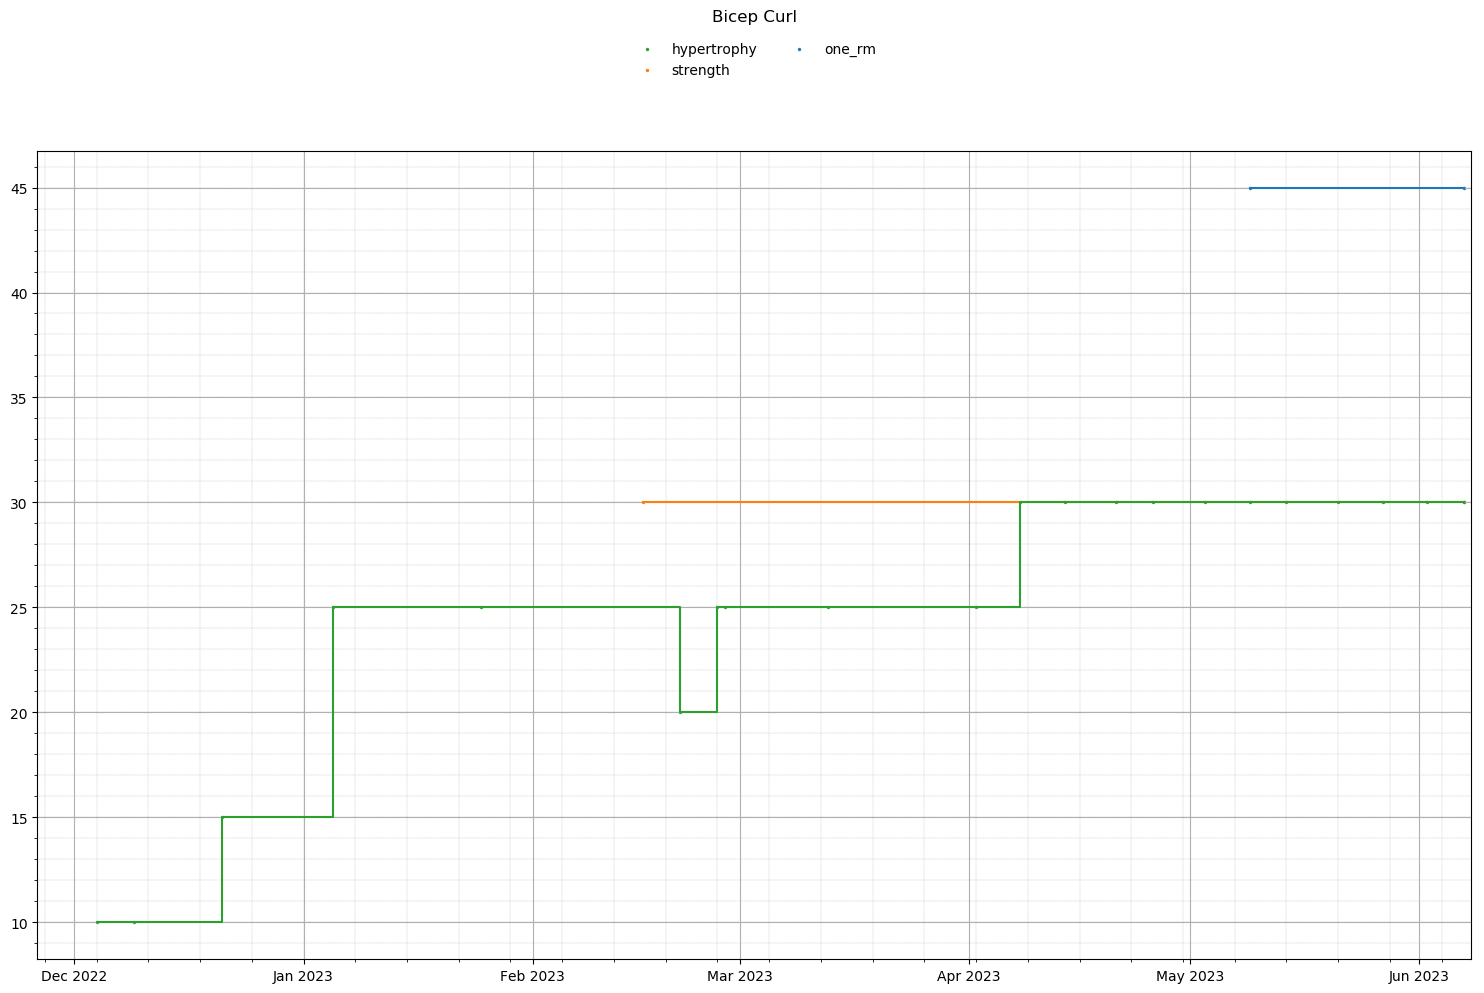 Bicep Curl
hypertrophy
one_rm
strength
45
40
35
30
25
20
15
10
Dec 2022
Jan 2023
Feb 2023
Mar 2023
Apr 2023
May 2023
Jun 2023